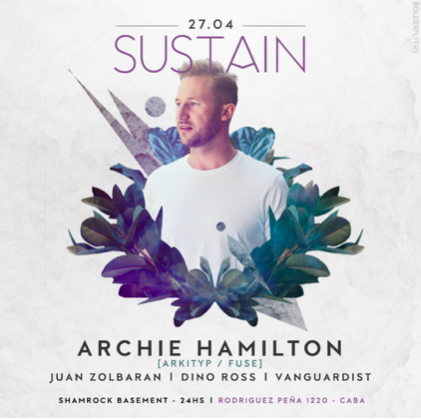 27.04
SUSTAIN
ARCHIE HAMILTON
[ARKITYP / FUSE]
JUAN ZOLBARAN | DINO ROSS | VANGUARDIST
SHAMROCK BASEMENT - 24HS | RODRIGUEZ PEÑA 1220 - CABA
BOLDERFLYERS